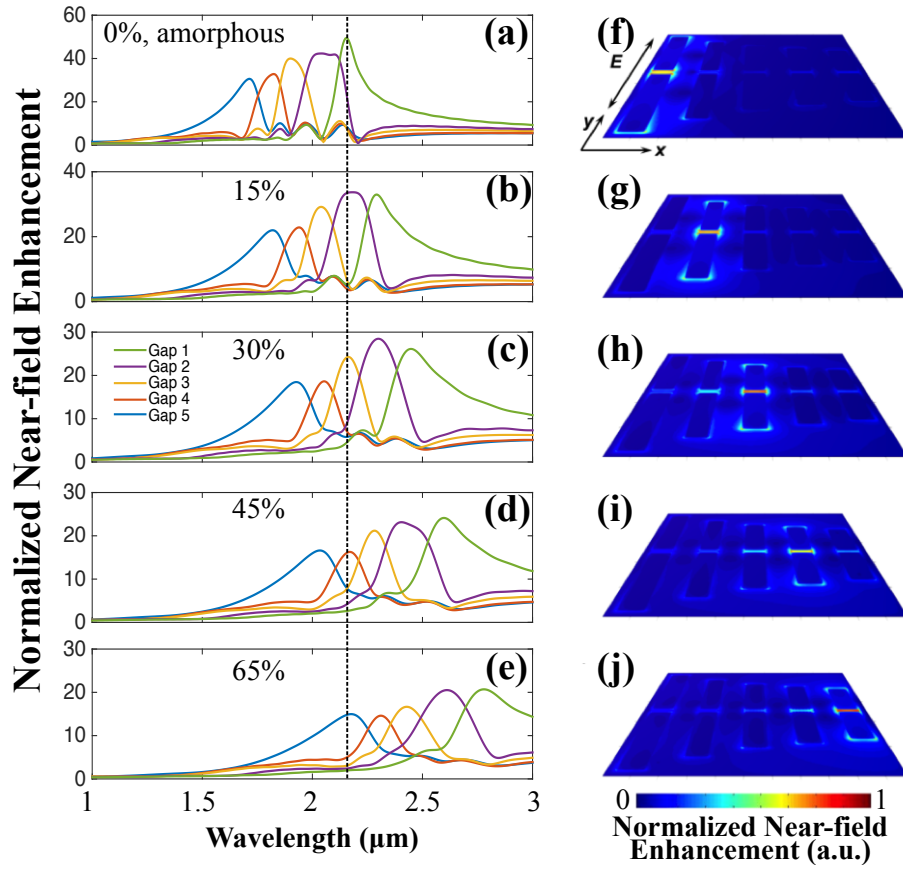 Normalized Near-field Enhancement
60
40
20
0
0%, amorphous
(a)
40
20
0
15%
(b)
30
20
10
0
Gap 1
Gap 2
Gap 3
Gap 4
Gap 5
30%
(c)
30
20
10
0
45%
(d)
30
20
10
0
65%
(e)
1
1.5
2
2.5
3
Wavelength (μm)
(f)
E
y
x
(g)
(h)
(i)
(j)
0
1
Normalized Near-field
Enhancement (a.u.)